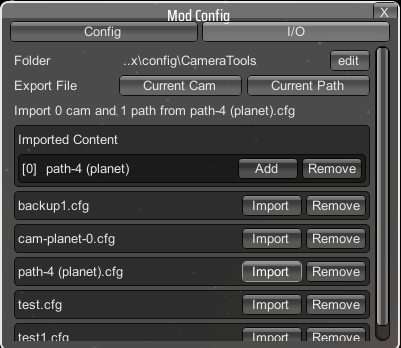 Mod Config
X
Config I/O
Folder ..x\config\CameraTools edit
Export File Current Cam Current Path
Import 0 cam and 1 path from path-4 (planet).cfg
Imported Content
[0] path-4 (planet) Add Remove
backup1.cfg Import Remove
cam-planet-0.cfg Import Remove
path-4 (planet).cfg Import Remove
test.cfg Import Remove
test1.cfg Import Remove